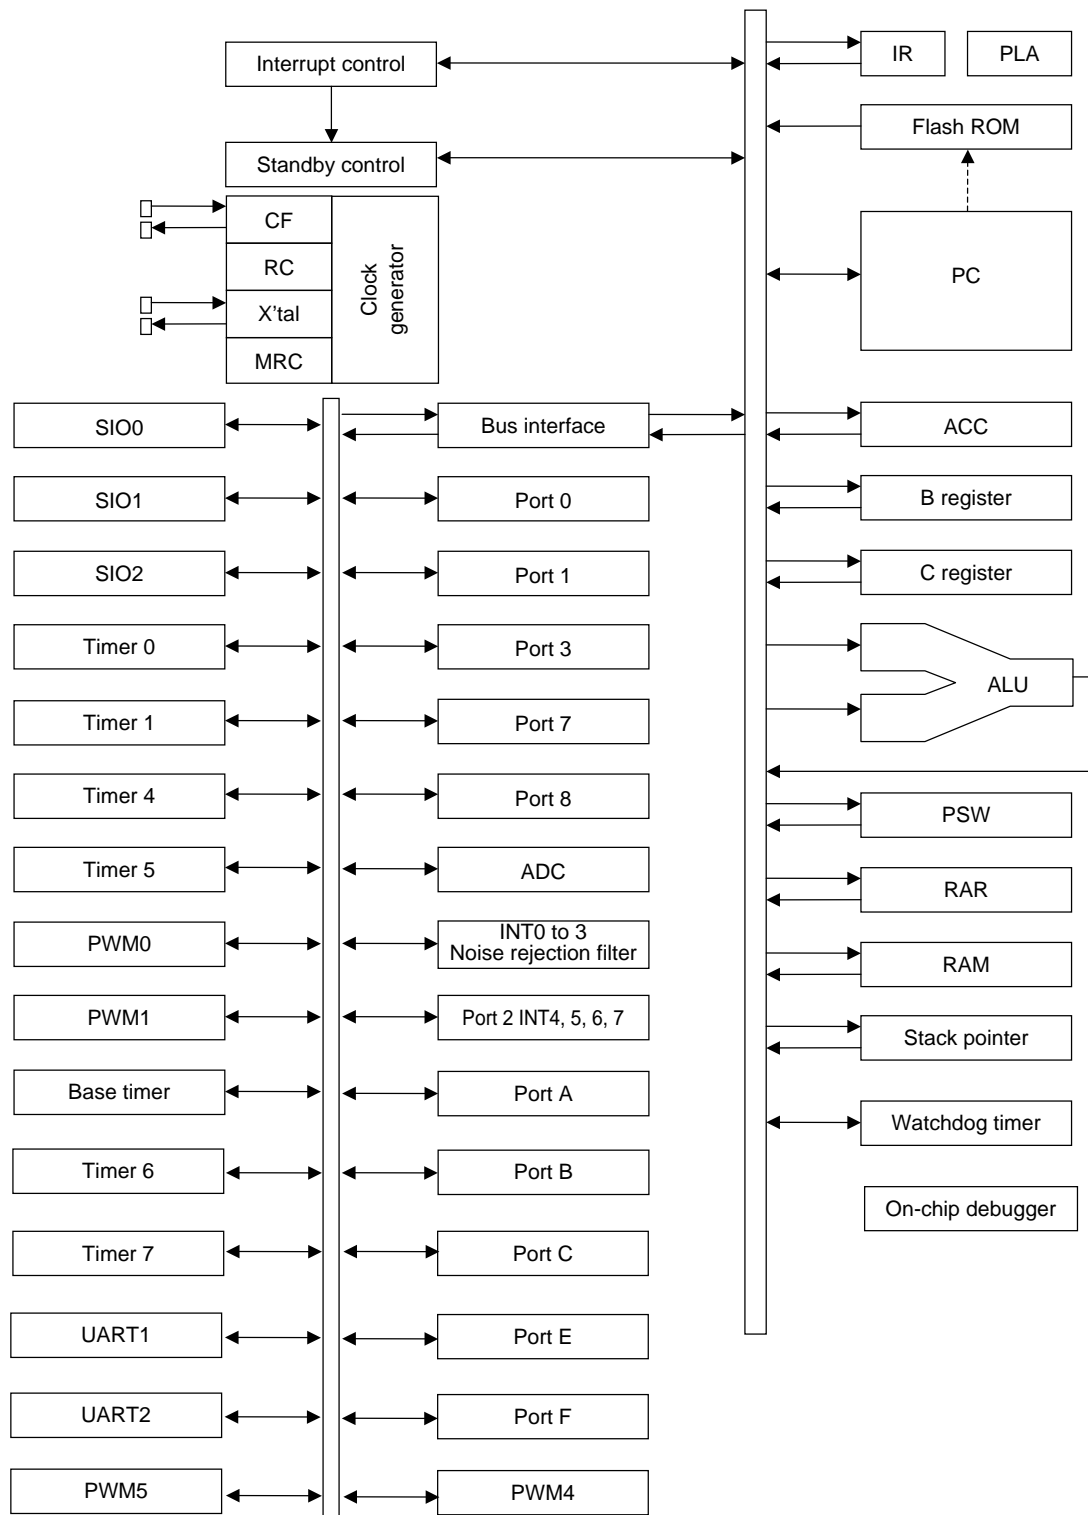 Interrupt control
IR
PLA
Flash ROM
Standby control
CF
RC
X'tal
MRC
Clock
generator
PC
SIO0
Bus interface
ACC
SIO1
Port 0
B register
SIO2
Port 1
C register
Timer 0
Port 3
ALU
Timer 1
Port 7
Timer 4
Port 8
PSW
Timer 5
ADC
RAR
PWM0
INT0 to 3
Noise rejection filter
RAM
PWM1
Port 2 INT4, 5, 6, 7
Stack pointer
Base timer
Port A
Watchdog timer
Timer 6
Port B
On-chip debugger
Timer 7
Port C
UART1
Port E
UART2
Port F
PWM5
PWM4